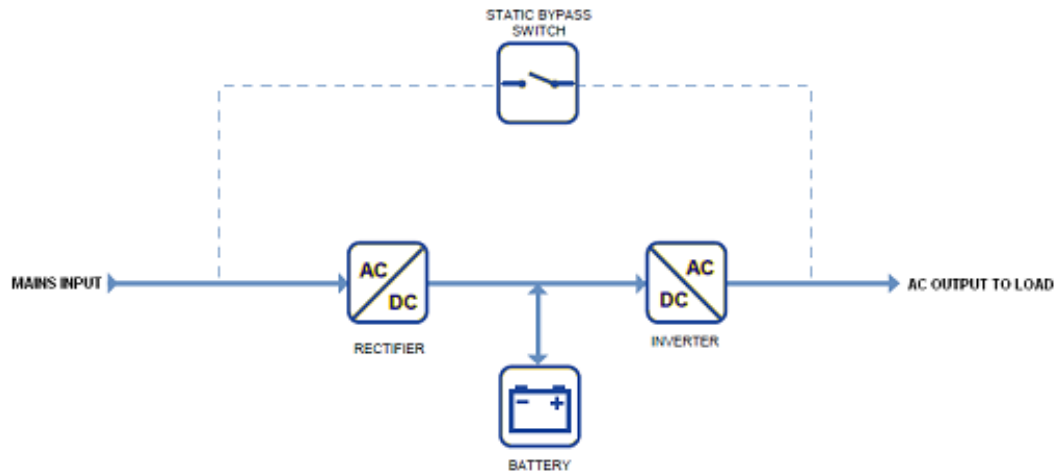 STATIC BYPASS
SWITCH
MAINS INPUT
AC
DC
RECTIFIER
AC
DC
INVERTER
AC OUTPUT TO LOAD
- +
BATTERY